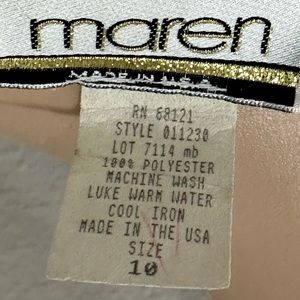 maren
MADE IN U.S.A.
RN 68121
STYLE 011230
LOT 7114 mb
100% POLYESTER
MACHINE WASH
LUKE WARM WATER
COOL IRON
MADE IN THE USA
SIZE
10